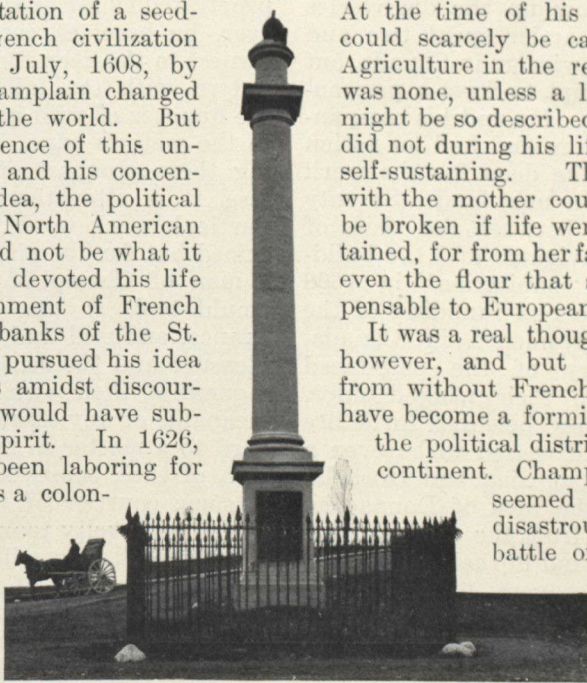 tation of a seed-
rench civilization
July, 1608, by
amplain changed
the world. But
ence of this un-
and his concen-
dea, the political
North American
d not be what it
devoted his life
nment of French
banks of the St.
pursued his idea
s amidst discour-
would have sub-
pirit. In 1626,
been laboring for
s a colon-
At the time of his
could scarcely be ca
Agriculture in the re
was none, unless a l
might be so described
did not during his lif
self-sustaining. Th
with the mother cou
be broken if life wer
tained, for from her fa
even the flour that s
pensable to European
It was a real thoug
however, and but
from without French
have become a formi
the political distri
continent. Champ
seemed
disastrou
battle of